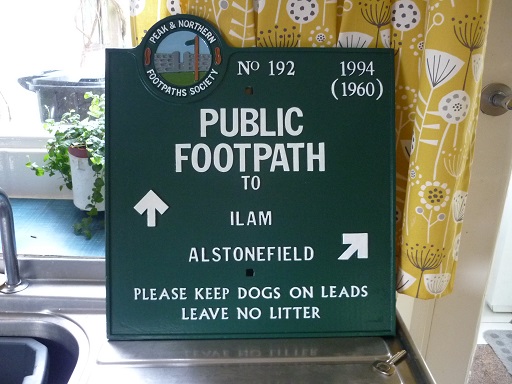 PEAK & NORTHERN
FOOTPATHS SOCIETY
No 192
1994
(1960)
PUBLIC
FOOTPATH
TO
ILAM
ALSTONEFIELD
PLEASE KEEP DOGS ON LEADS
LEAVE NO LITTER